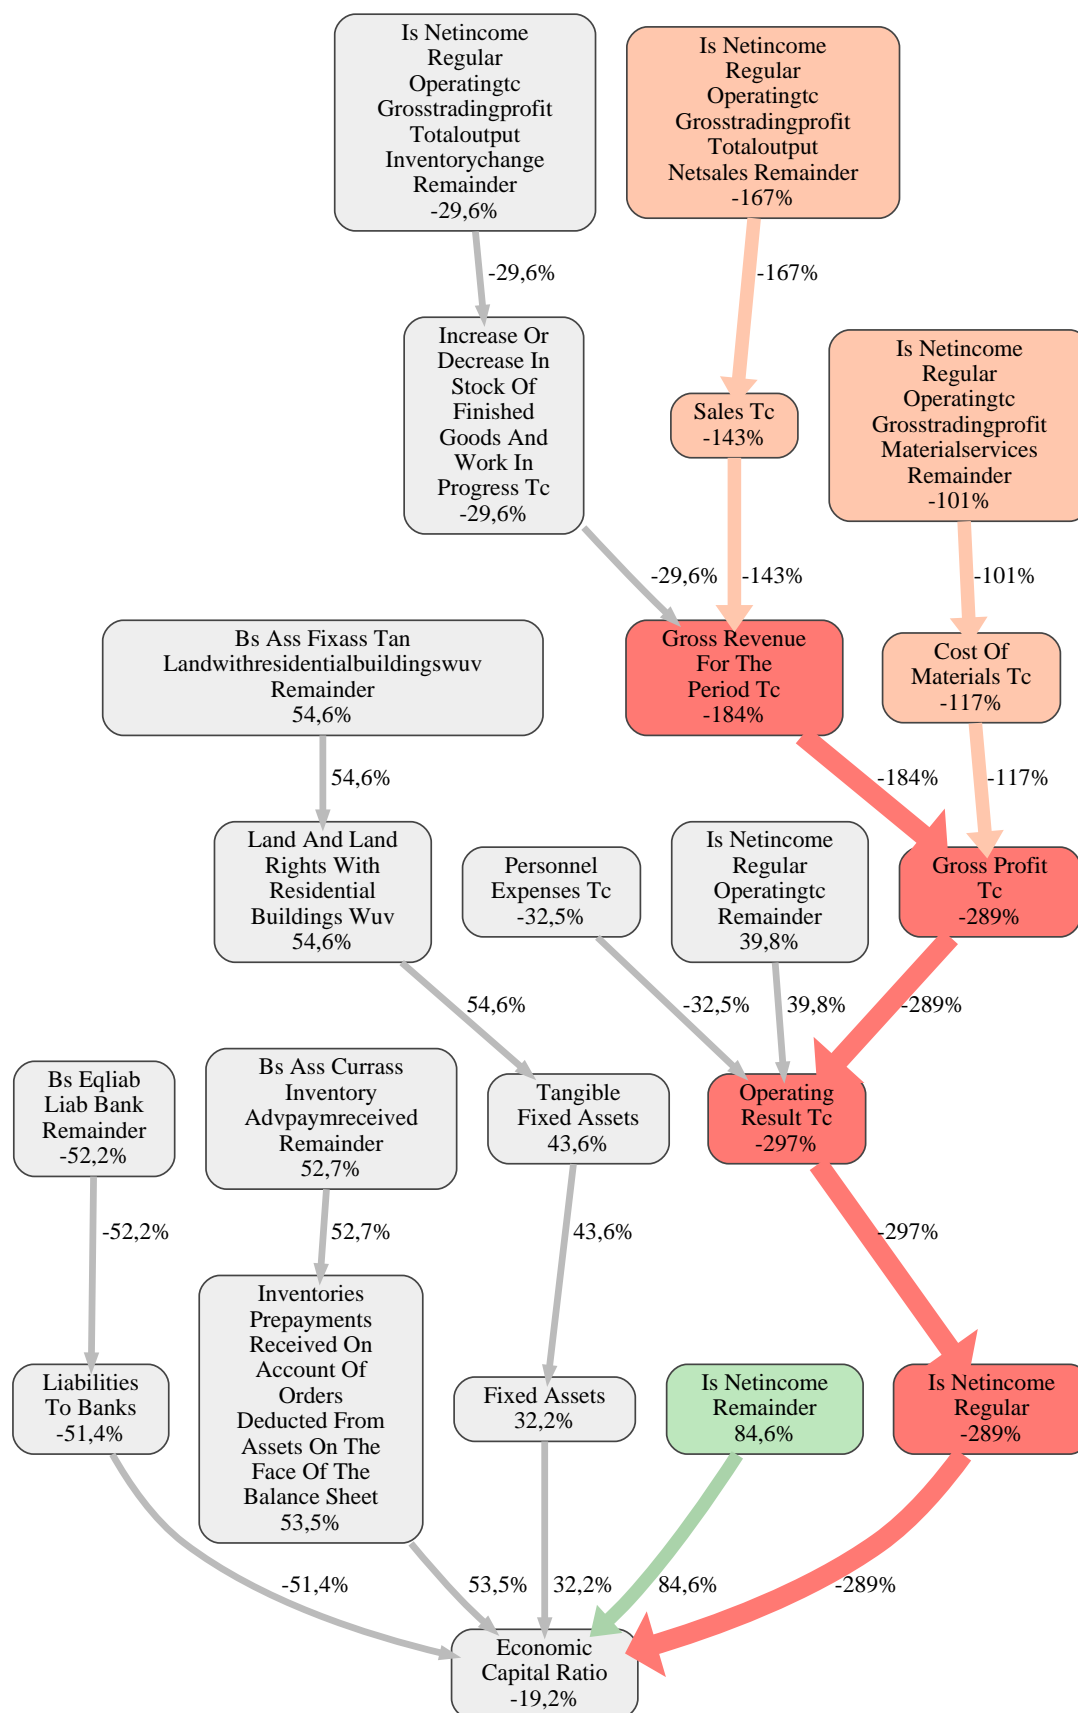 Is Netincome
Regular
Operatingtc
Grosstradingprofit
Totaloutput
Inventorychange
Remainder
-29,6%
Is Netincome
Regular
Operatingtc
Grosstradingprofit
Totaloutput
Netsales Remainder
-167%
-29,6%
-167%
Increase Or
Decrease In
Stock Of
Finished
Goods And
Work In
Progress Tc
-29,6%
Sales Tc
-143%
Is Netincome
Regular
Operatingtc
Grosstradingprofit
Materialservices
Remainder
-101%
-29,6%
-143%
-101%
Bs Ass Fixass Tan
Landwithresidentialbuildingswuv
Remainder
54,6%
Gross Revenue
For The
Period Tc
-184%
Cost Of
Materials Tc
-117%
54,6%
-184%
-117%
Land And Land
Rights With
Residential
Buildings Wuv
54,6%
Personnel
Expenses Tc
-32,5%
Is Netincome
Regular
Operatingtc
Remainder
39,8%
Gross Profit
Tc
-289%
54,6%
-32,5%
39,8%
-289%
Bs Eqliab
Liab Bank
Remainder
-52,2%
Bs Ass Currass
Inventory
Advpaymreceived
Remainder
52,7%
Tangible
Fixed Assets
43,6%
Operating
Result Tc
-297%
-52,2%
52,7%
43,6%
-297%
Liabilities
To Banks
-51,4%
Inventories
Prepayments
Received On
Account Of
Orders
Deducted From
Assets On The
Face Of The
Balance Sheet
53,5%
Fixed Assets
32,2%
Is Netincome
Remainder
84,6%
Is Netincome
Regular
-289%
-51,4%
53,5%
32,2%
84,6%
-289%
Economic
Capital Ratio
-19,2%